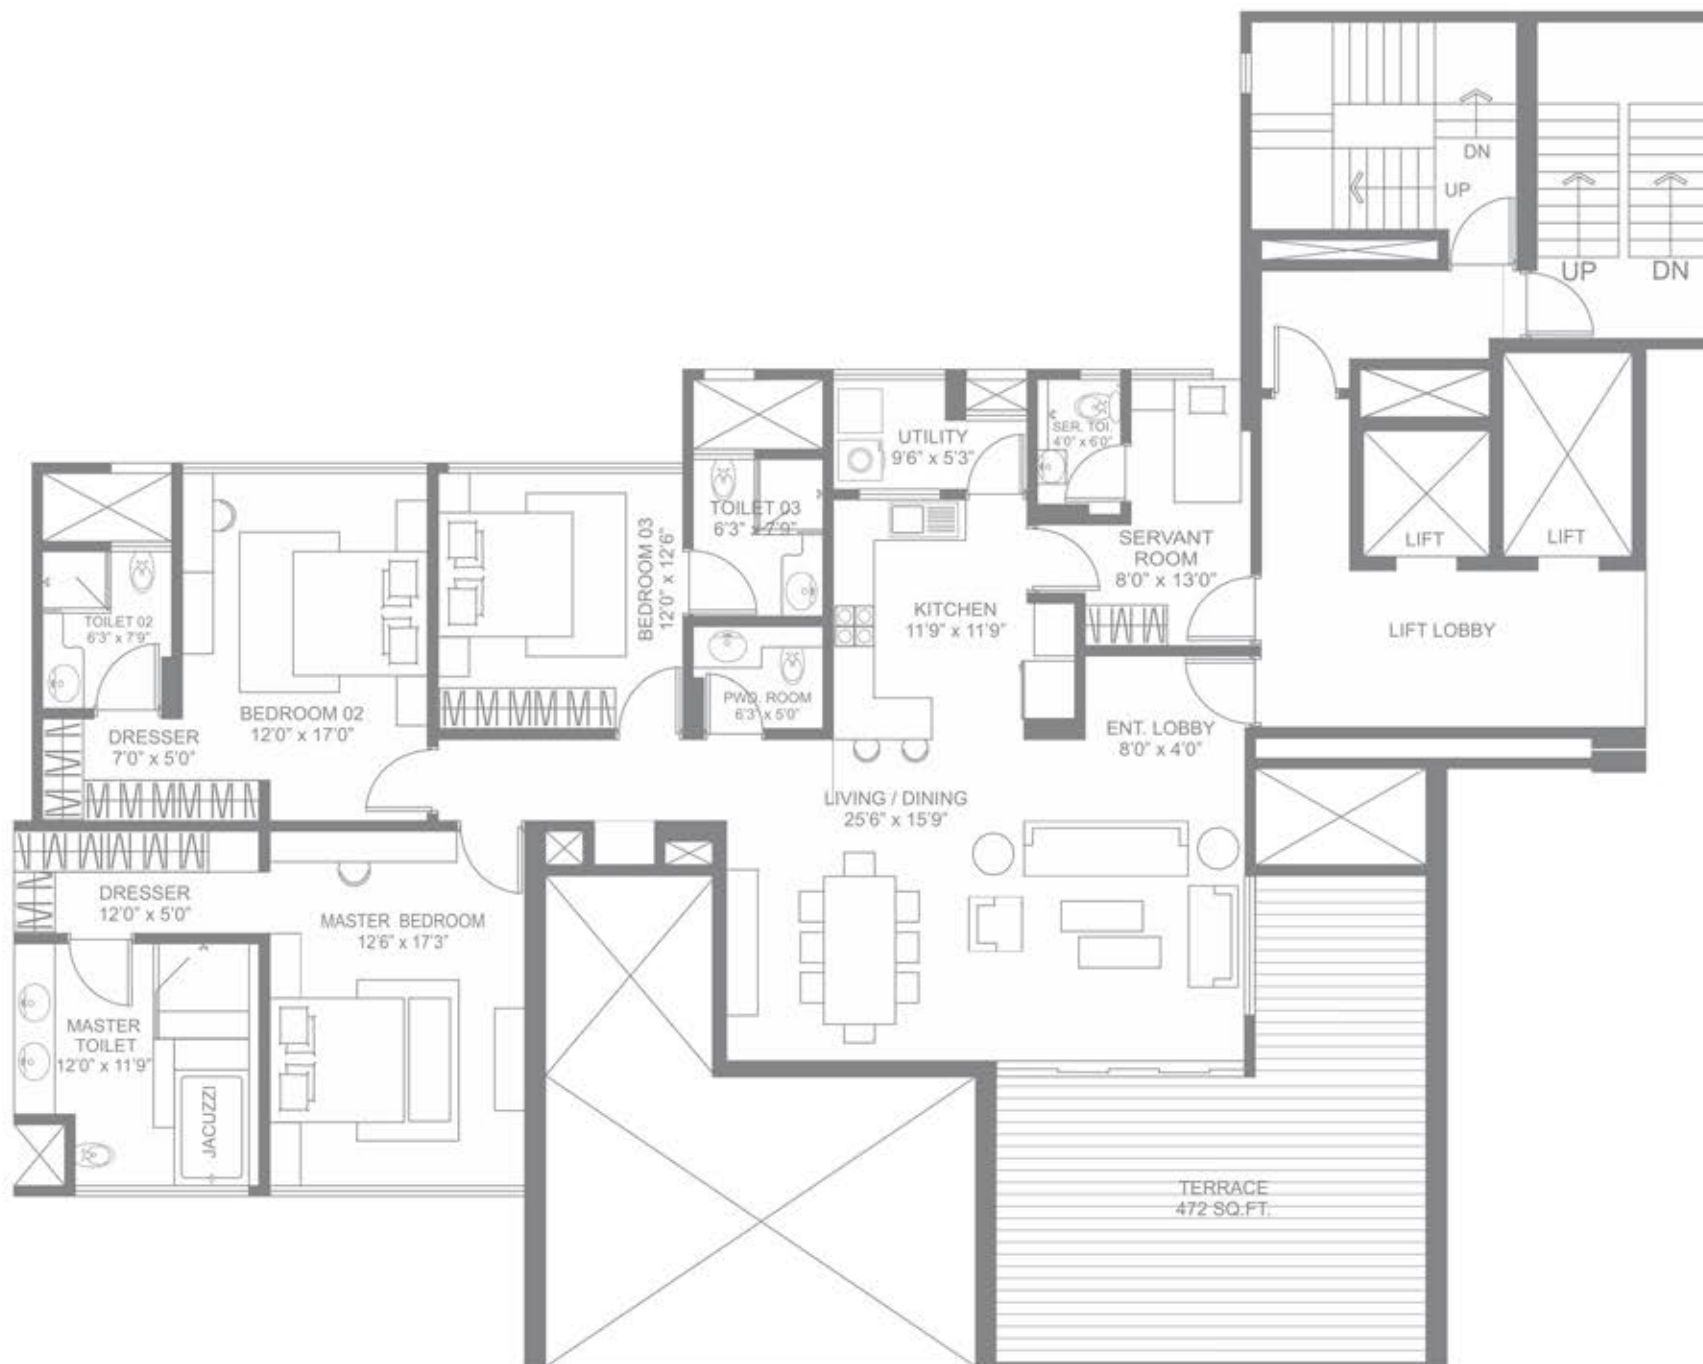 DN
UP
UP
DN
UTILITY
9'6" x 5'3"
SER. TOI.
4'0" x 6'0"
TOILET 03
6'3" x 7'9"
BEDROOM 03
12'0" x 12'6"
SERVANT
ROOM
8'0" x 13'0"
LIFT
LIFT
TOILET 02
6'3" x 7'9"
KITCHEN
11'9" x 11'9"
LIFT LOBBY
BEDROOM 02
12'0" x 17'0"
PWD. ROOM
6'3" x 5'0"
DRESSER
7'0" x 5'0"
ENT. LOBBY
8'0" x 4'0"
LIVING / DINING
25'6" x 15'9"
DRESSER
12'0" x 5'0"
MASTER BEDROOM
12'6" x 17'3"
MASTER
TOILET
12'0" x 11'9"
JACUZZI
TERRACE
472 SQ.FT.